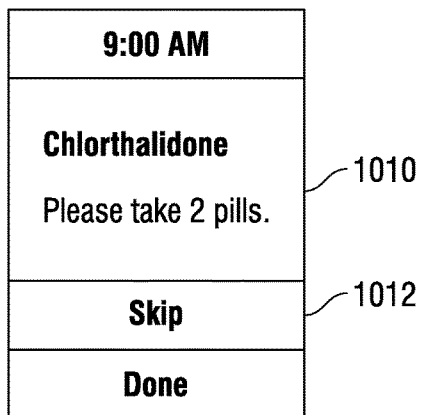 9:00 AM
Chlorthalidone
Please take 2 pills.
1010
Skip
1012
Done